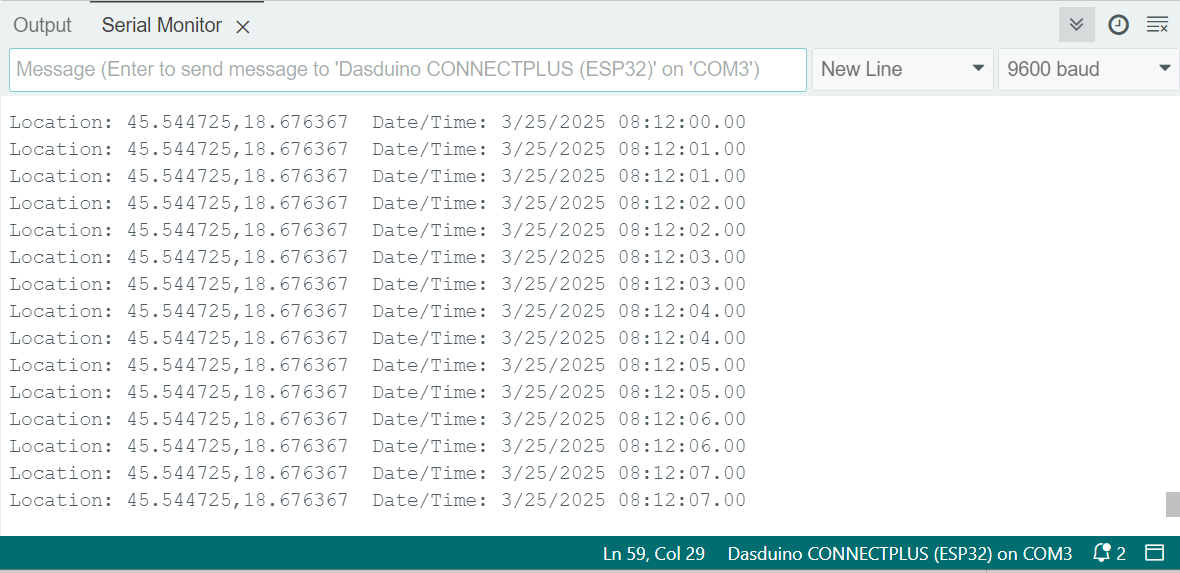 Output Serial Monitor
Message (Enter to send message to 'Dasduino CONNECTPLUS (ESP32)' on 'COM3') New Line 9600 baud
Location: 45.544725,18.676367  Date/Time: 3/25/2025 08:12:00.00
Location: 45.544725,18.676367  Date/Time: 3/25/2025 08:12:01.00
Location: 45.544725,18.676367  Date/Time: 3/25/2025 08:12:01.00
Location: 45.544725,18.676367  Date/Time: 3/25/2025 08:12:02.00
Location: 45.544725,18.676367  Date/Time: 3/25/2025 08:12:02.00
Location: 45.544725,18.676367  Date/Time: 3/25/2025 08:12:03.00
Location: 45.544725,18.676367  Date/Time: 3/25/2025 08:12:03.00
Location: 45.544725,18.676367  Date/Time: 3/25/2025 08:12:04.00
Location: 45.544725,18.676367  Date/Time: 3/25/2025 08:12:04.00
Location: 45.544725,18.676367  Date/Time: 3/25/2025 08:12:05.00
Location: 45.544725,18.676367  Date/Time: 3/25/2025 08:12:05.00
Location: 45.544725,18.676367  Date/Time: 3/25/2025 08:12:06.00
Location: 45.544725,18.676367  Date/Time: 3/25/2025 08:12:06.00
Location: 45.544725,18.676367  Date/Time: 3/25/2025 08:12:07.00
Location: 45.544725,18.676367  Date/Time: 3/25/2025 08:12:07.00
Ln 59, Col 29 Dasduino CONNECTPLUS (ESP32) on COM3 2